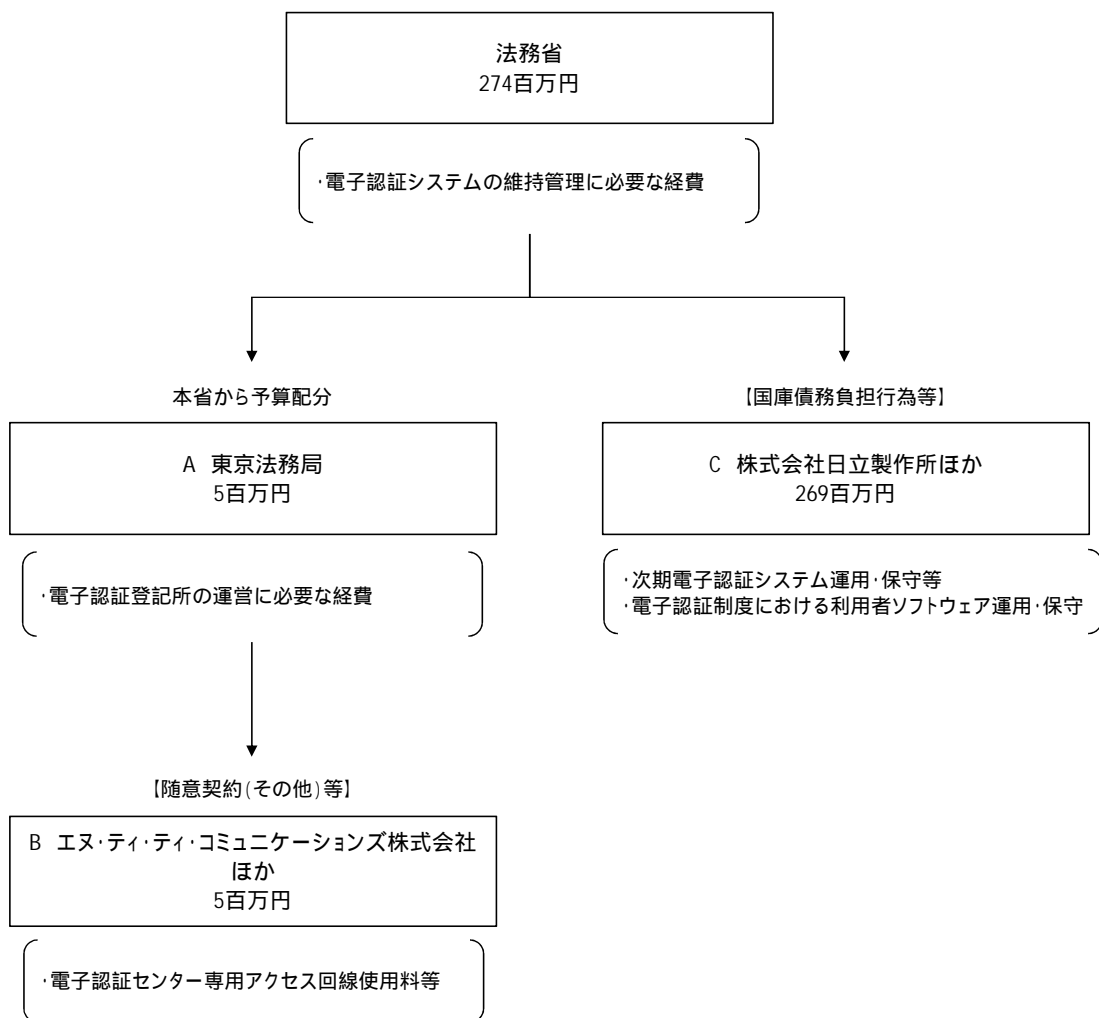 法務省
274百万円
・電子認証システムの維持管理に必要な経費
本省から予算配分
A 東京法務局
5百万円
・電子認証登記所の運営に必要な経費
【国庫債務負担行為等】
C 株式会社日立製作所ほか
269百万円
・次期電子認証システム運用・保守等
・電子認証制度における利用者ソフトウェア運用・保守
【随意契約(その他)等】
B エヌ・ティ・ティ・コミュニケーションズ株式会社
ほか
5百万円
・電子認証センター専用アクセス回線使用料等